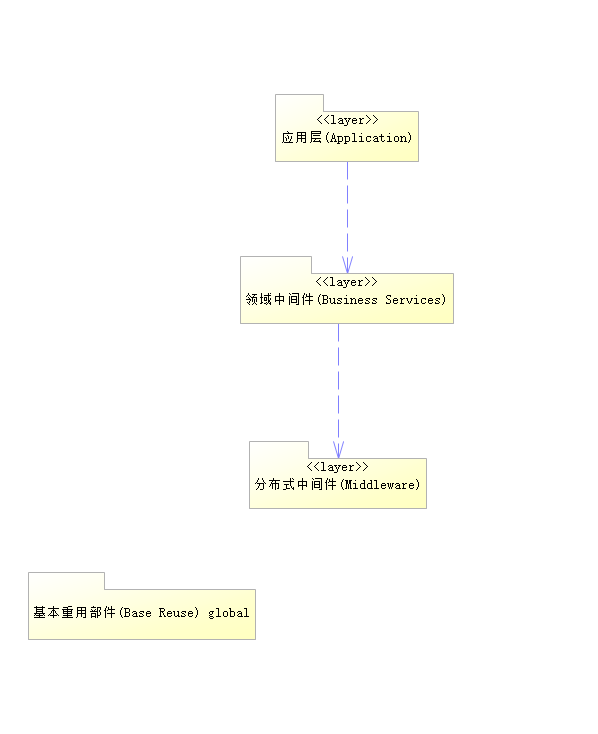 <<layer>>
应用层(Application)
<<layer>>
领域中间件(Business Services)
<<layer>>
分布式中间件(Middleware)
基本重用部件(Base Reuse) global